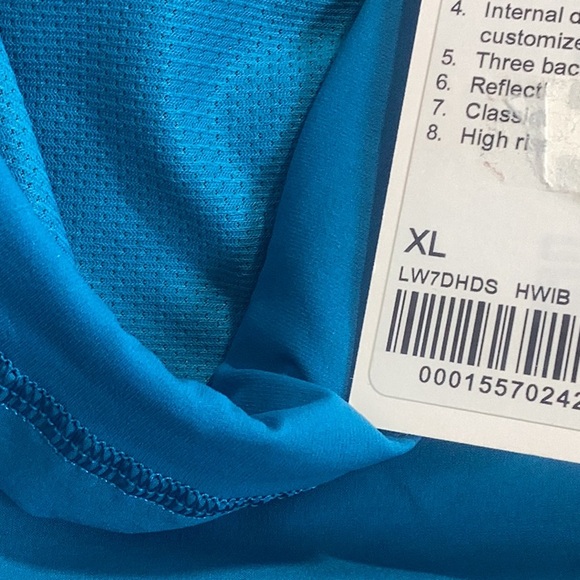 4. Internal d
customize
5. Three bac
6. Reflect
7. Class
8. High ri
XL
LW7DHDS HWIB
00015570242